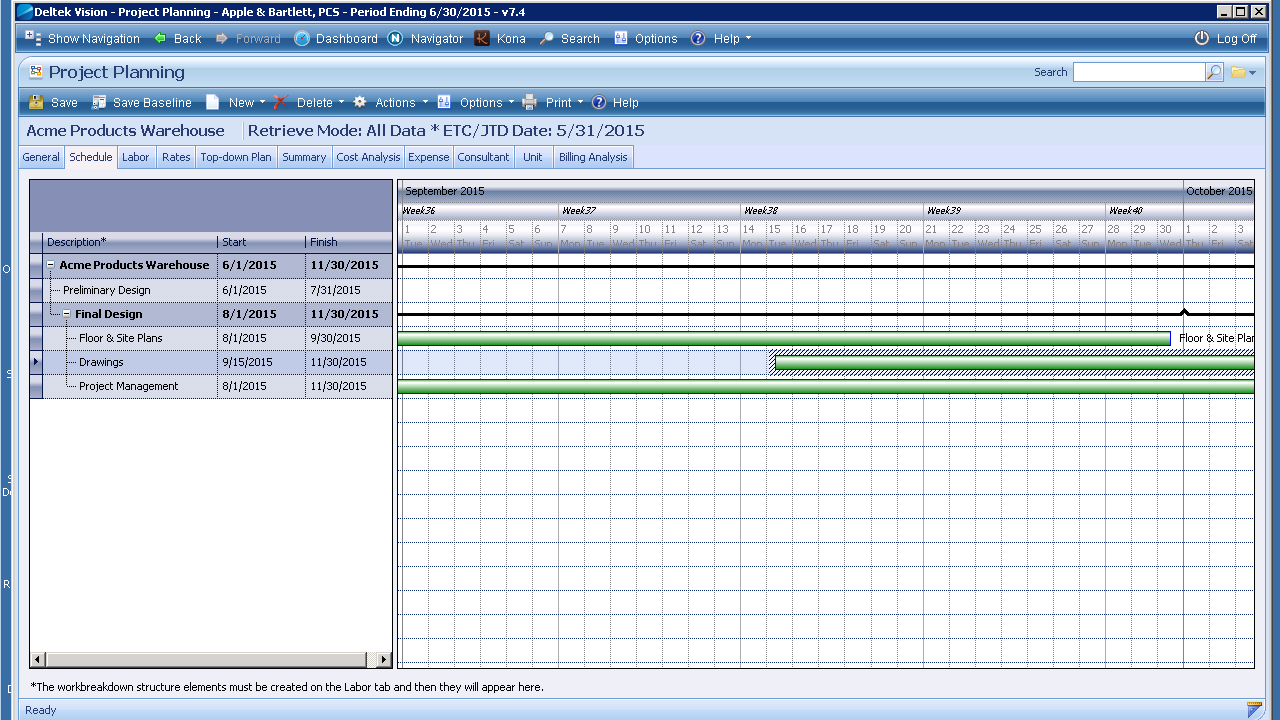 Deltek Vision - Project Planning - Apple & Bartlett, PCS - Period Ending 6/30/2015 - v7.4
Show Navigation Back Forward Dashboard Navigator Kona Search Options Help Log Off
Project Planning Search
Save Save Baseline New Delete Actions Options Print Help
Acme Products Warehouse Retrieve Mode: All Data * ETC/JTD Date: 5/31/2015
General Schedule Labor Rates Top-down Plan Summary Cost Analysis Expense Consultant Unit Billing Analysis
September 2015 October 2015
Week36 Week37 Week38 Week39 Week40
1 2 3 4 5 6 7 8 9 10 11 12 13 14 15 16 17 18 19 20 21 22 23 24 25 26 27 28 29 30 1 2 3
Tue Wed Thu Fri Sat Sun Mon Tue Wed Thu Fri Sat Sun Mon Tue Wed Thu Fri Sat Sun Mon Tue Wed Thu Fri Sat Sun Mon Tue Wed Thu Fri Sat
Description* Start Finish
Acme Products Warehouse 6/1/2015 11/30/2015
Preliminary Design 6/1/2015 7/31/2015
Final Design 8/1/2015 11/30/2015
Floor & Site Plans 8/1/2015 9/30/2015 Floor & Site Plar
Drawings 9/15/2015 11/30/2015
Project Management 8/1/2015 11/30/2015
*The workbreakdown structure elements must be created on the Labor tab and then they will appear here.
Ready